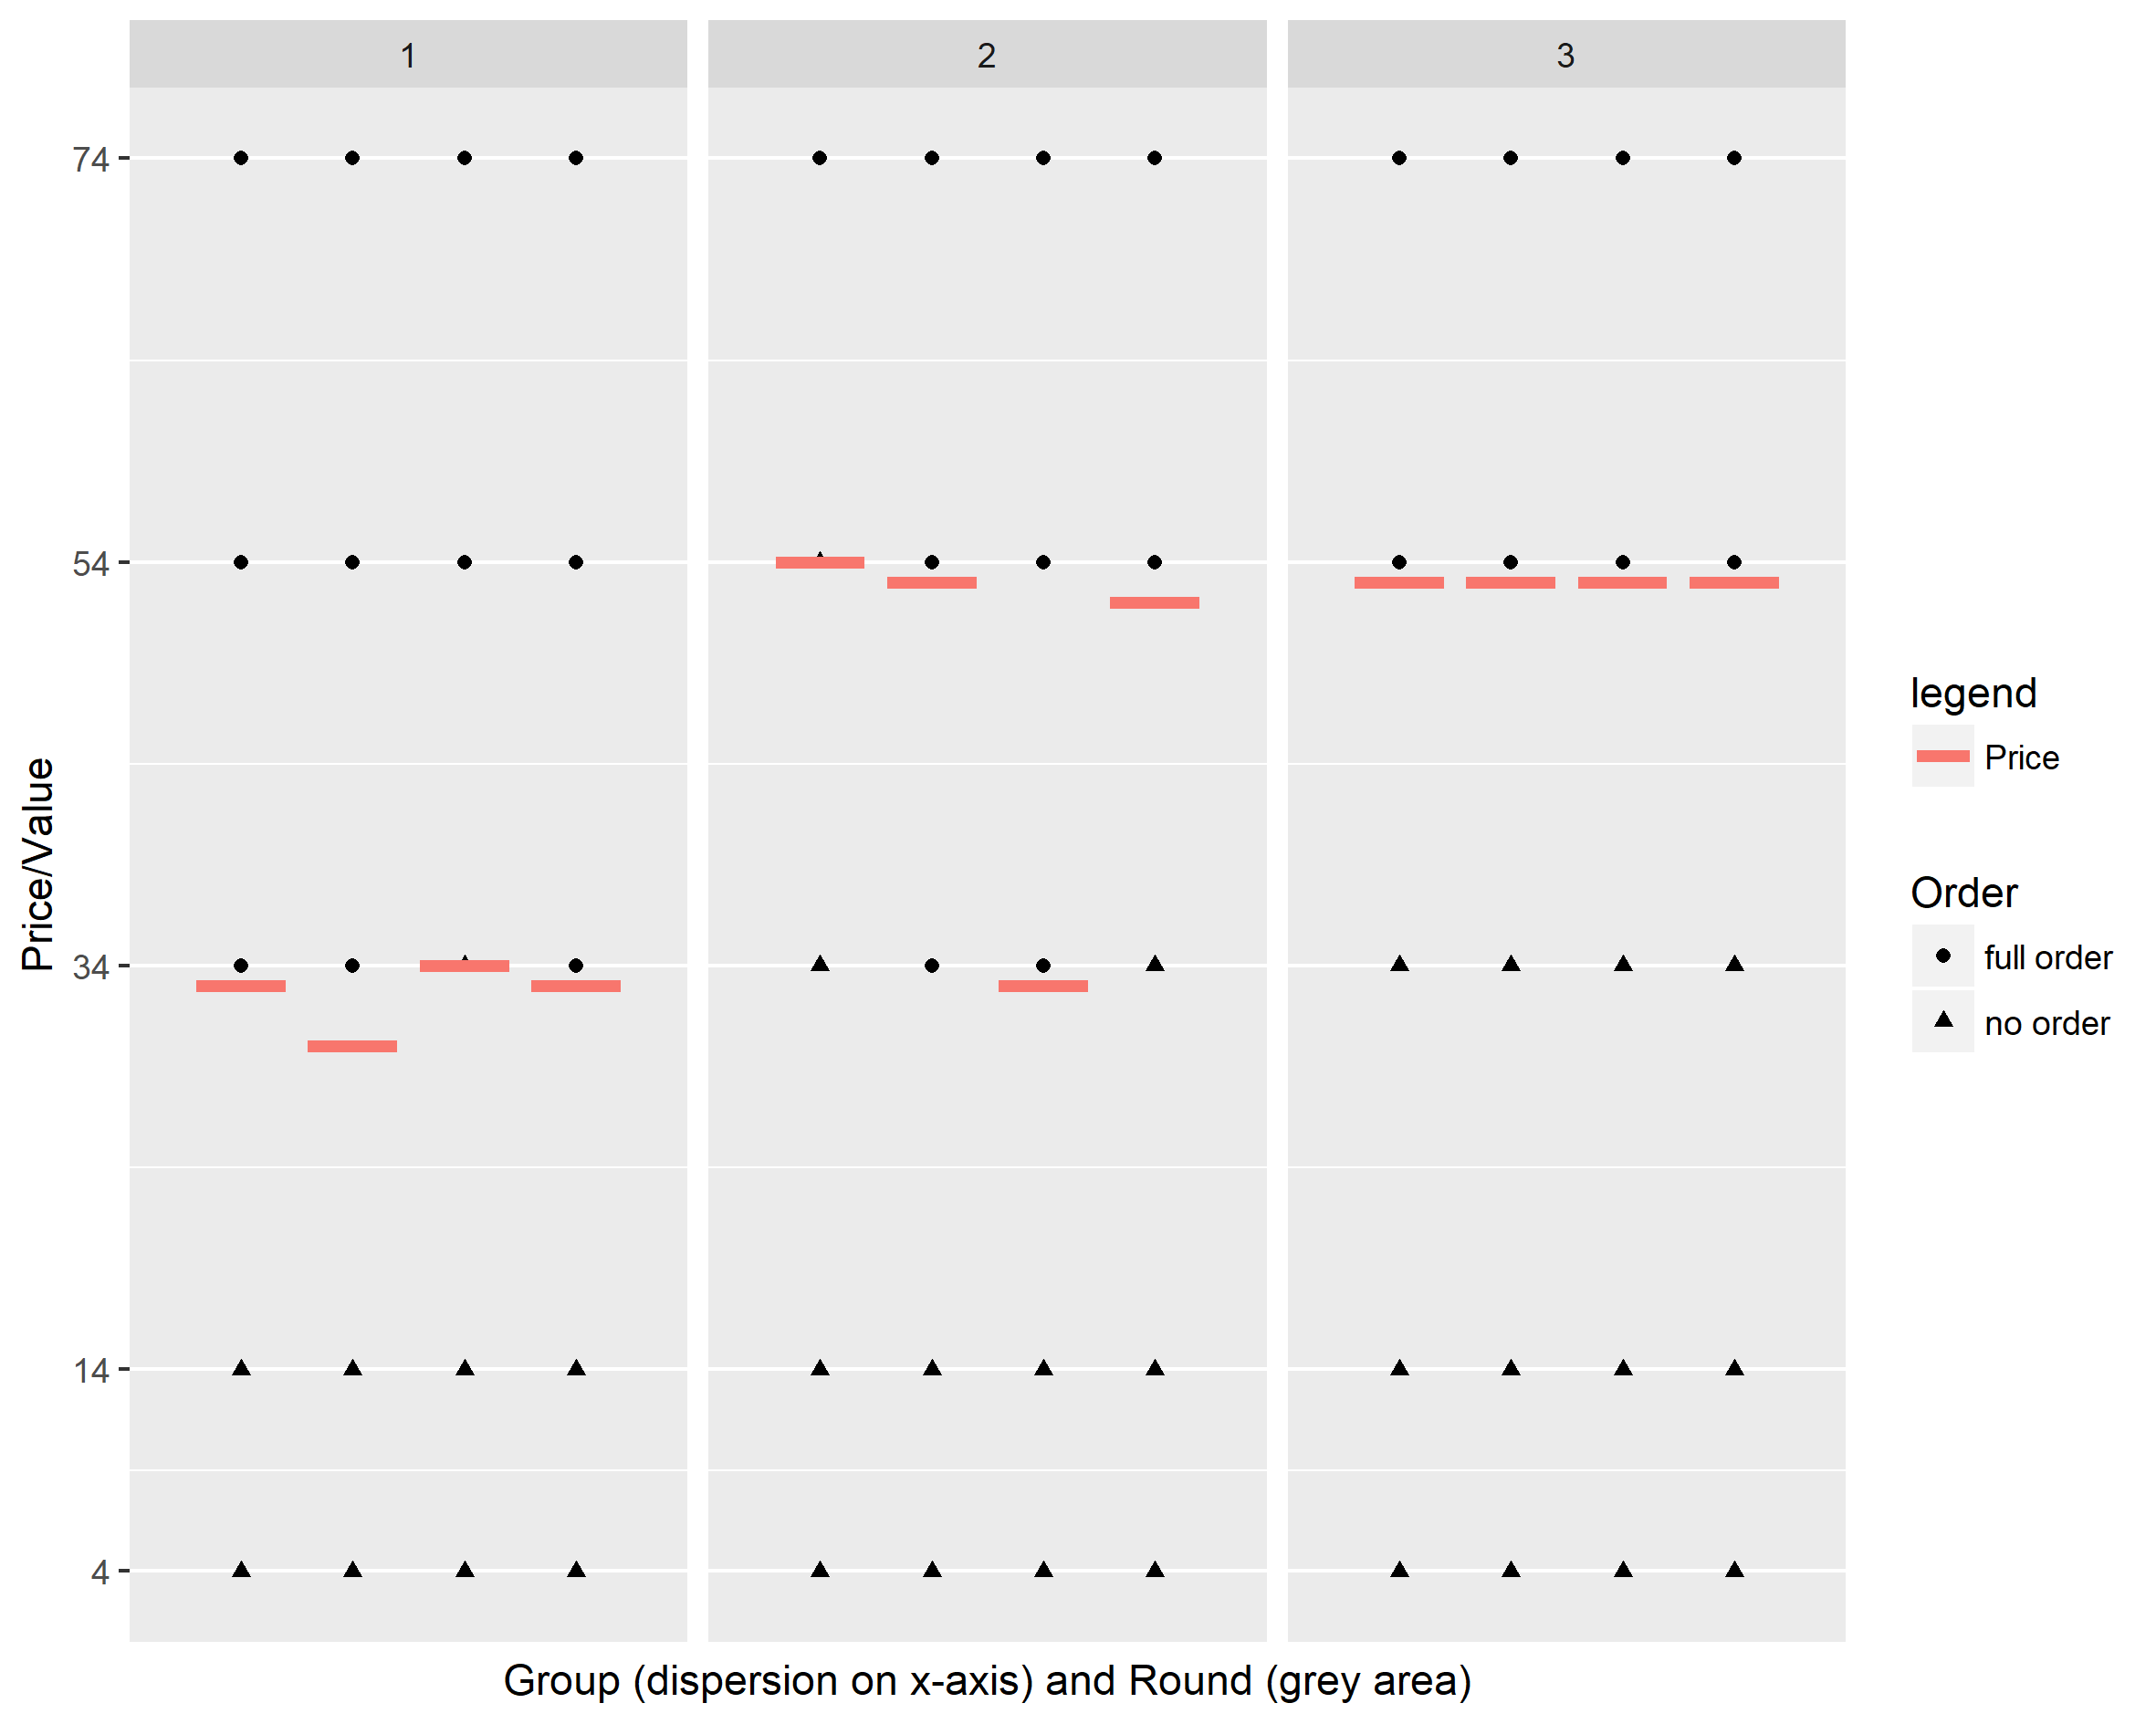 1 2 3
74
54
34
14
4
Price/Value
Group (dispersion on x-axis) and Round (grey area)
legend
Price
Order
full order
no order